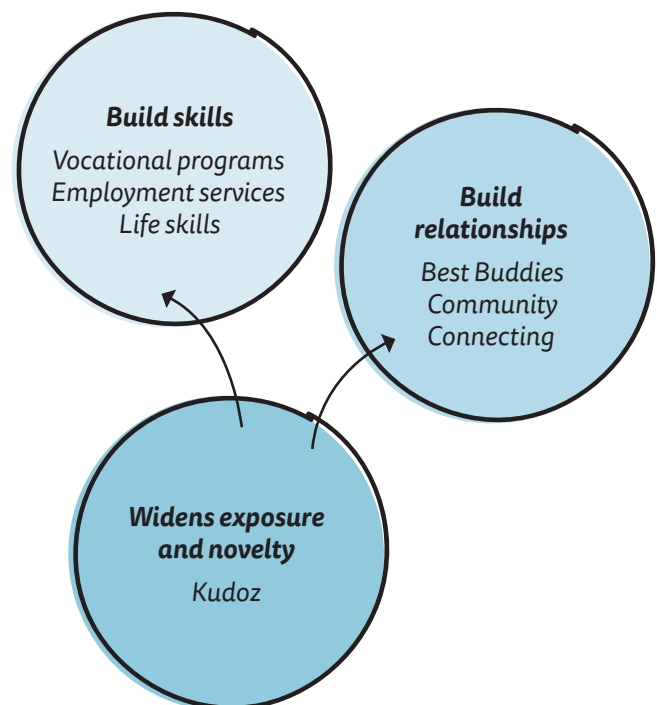 Build skills
Vocational programs
Employment services
Life skills
Build
relationships
Best Buddies
Community
Connecting
Widens exposure
and novelty
Kudoz